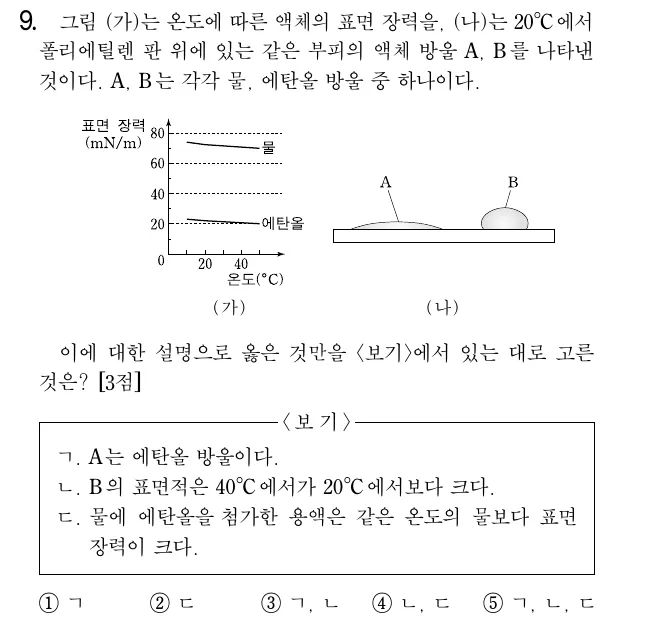 9. 그림 (가)는 온도에 따른 액체의 표면 장력을, (나)는 20℃에서
폴리에틸렌 판 위에 있는 같은 부피의 액체 방울 A, B를 나타낸
것이다. A, B는 각각 물, 에탄올 방울 중 하나이다.
표면 장력
(mN/m)
80
물
60
40
20
에탄올
0
20
40
온도(℃)
(가)
A
B
(나)
이에 대한 설명으로 옳은 것만을 〈보기〉에서 있는 대로 고른
것은? [3점]
〈보 기〉
ㄱ. A는 에탄올 방울이다.
ㄴ. B의 표면적은 40℃에서가 20℃에서보다 크다.
ㄷ. 물에 에탄올을 첨가한 용액은 같은 온도의 물보다 표면
장력이 크다.
① ㄱ ② ㄷ ③ ㄱ, ㄴ ④ ㄴ, ㄷ ⑤ ㄱ, ㄴ, ㄷ